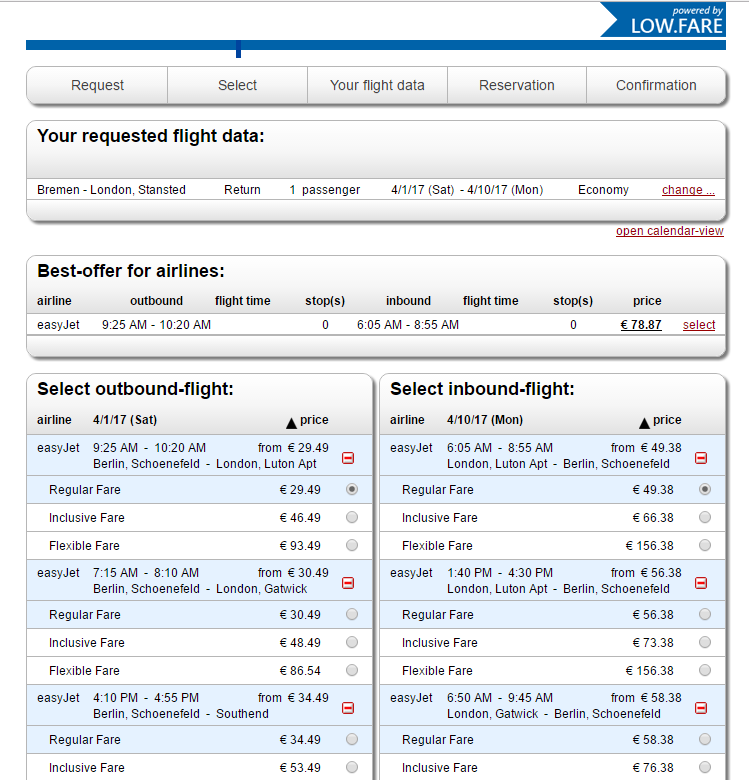 powered by
LOW.FARE
Request Select Your flight data Reservation Confirmation
Your requested flight data:
Bremen - London, Stansted Return 1 passenger 4/1/17 (Sat) - 4/10/17 (Mon) Economy change ...
open calendar-view
Best-offer for airlines:
airline outbound flight time stop(s) inbound flight time stop(s) price
easyJet 9:25 AM - 10:20 AM 0 6:05 AM - 8:55 AM 0 € 78.87 select
Select outbound-flight:
airline 4/1/17 (Sat) ▲ price
easyJet 9:25 AM - 10:20 AM from € 29.49
Berlin, Schoenefeld - London, Luton Apt
Regular Fare € 29.49
Inclusive Fare € 46.49
Flexible Fare € 93.49
easyJet 7:15 AM - 8:10 AM from € 30.49
Berlin, Schoenefeld - London, Gatwick
Regular Fare € 30.49
Inclusive Fare € 48.49
Flexible Fare € 86.54
easyJet 4:10 PM - 4:55 PM from € 34.49
Berlin, Schoenefeld - Southend
Regular Fare € 34.49
Inclusive Fare € 53.49
Select inbound-flight:
airline 4/10/17 (Mon) ▲ price
easyJet 6:05 AM - 8:55 AM from € 49.38
London, Luton Apt - Berlin, Schoenefeld
Regular Fare € 49.38
Inclusive Fare € 66.38
Flexible Fare € 156.38
easyJet 1:40 PM - 4:30 PM from € 56.38
London, Luton Apt - Berlin, Schoenefeld
Regular Fare € 56.38
Inclusive Fare € 73.38
Flexible Fare € 156.38
easyJet 6:50 AM - 9:45 AM from € 58.38
London, Gatwick - Berlin, Schoenefeld
Regular Fare € 58.38
Inclusive Fare € 76.38